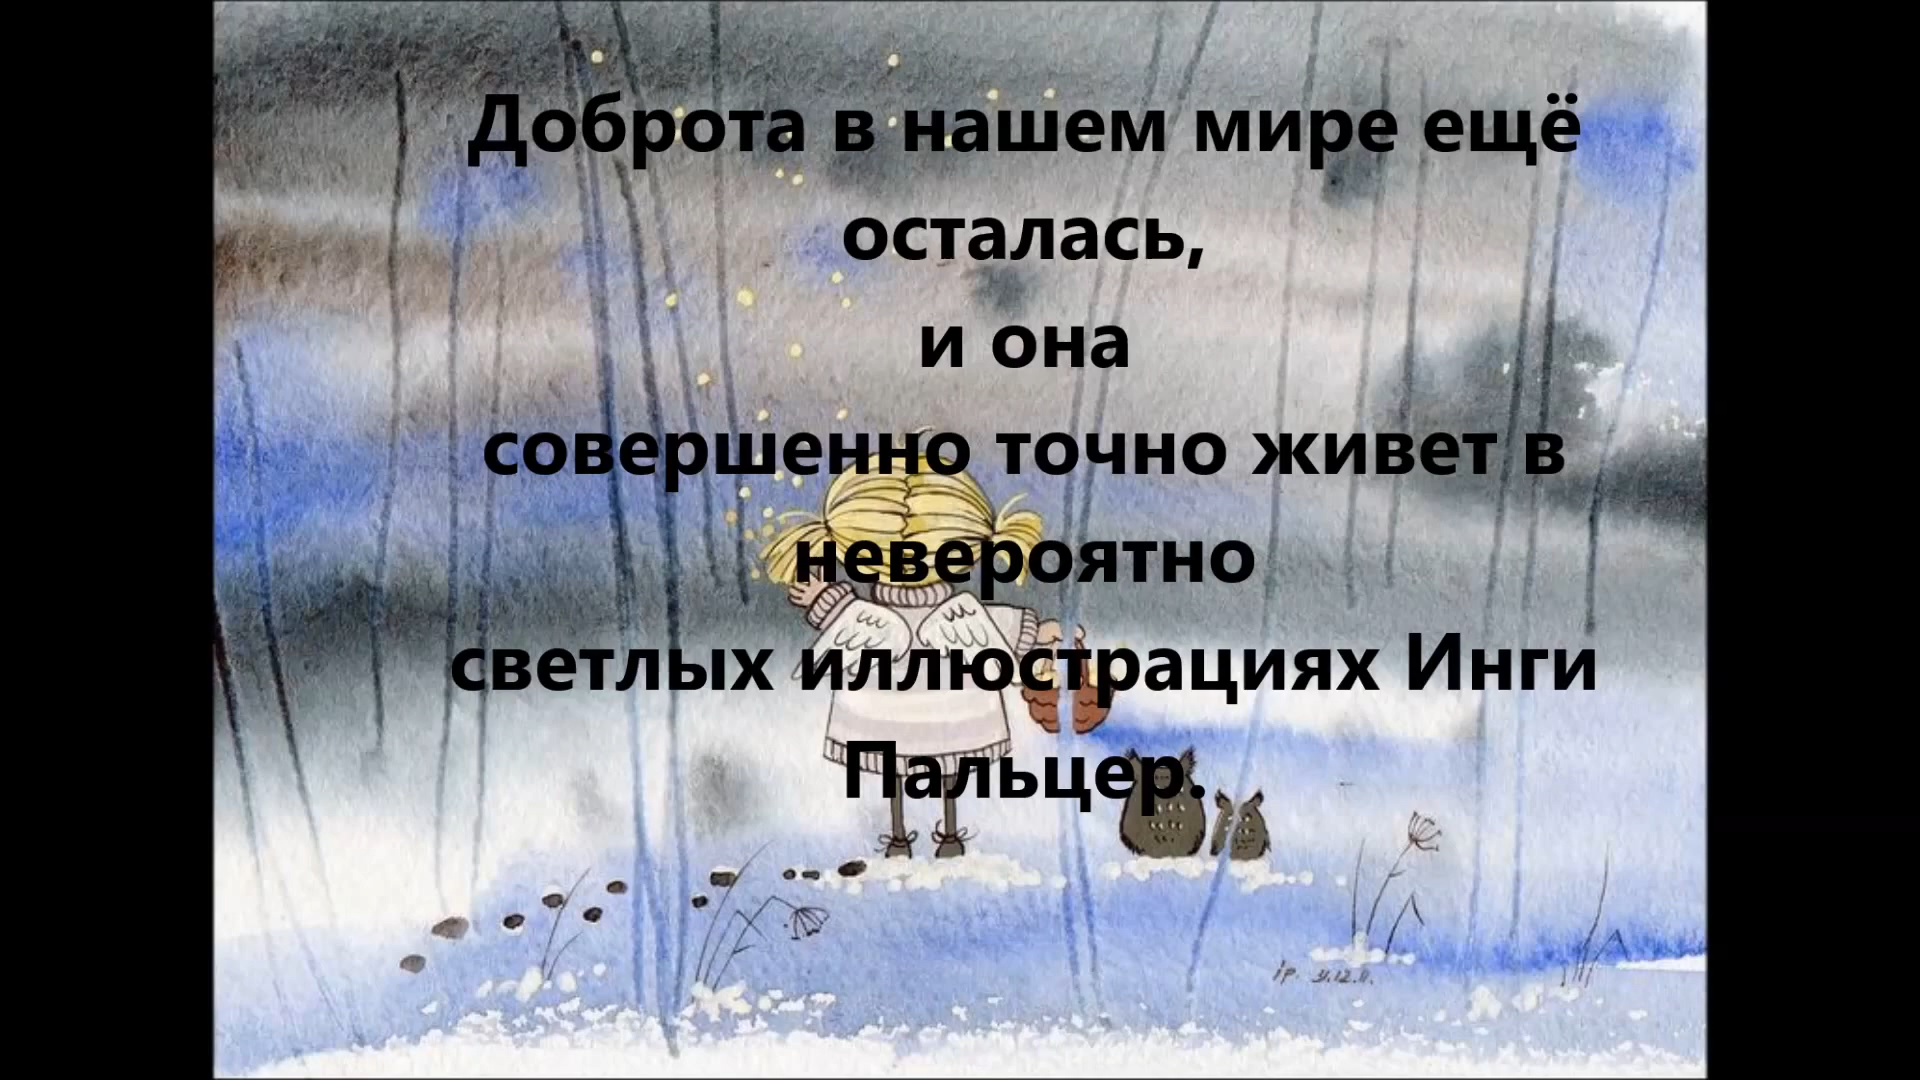 Доброта в нашем мире ещё
осталась,
и она
совершенно точно живет в
невероятно
светлых иллюстрациях Инги
Пальцер.